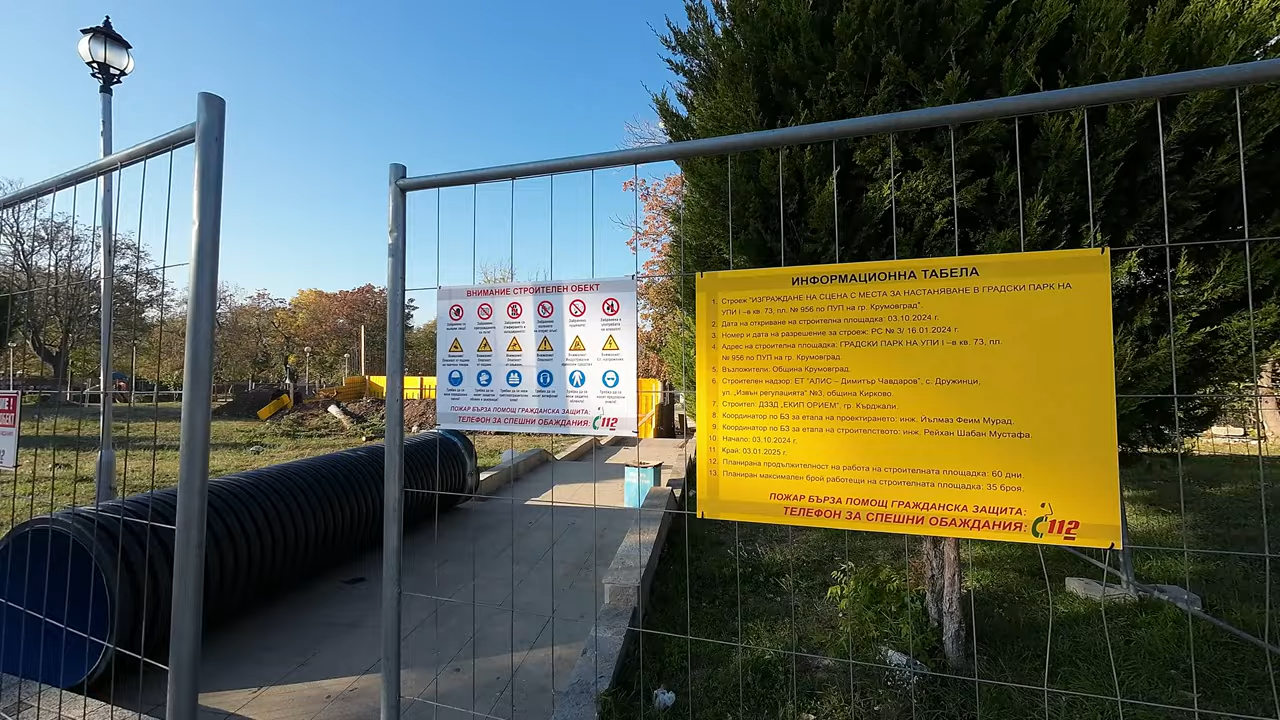 ВНИМАНИЕ СТРОИТЕЛЕН ОБЕКТ
ПОЖАР БЪРЗА ПОМОЩ ГРАЖДАНСКА ЗАЩИТА:
ТЕЛЕФОН ЗА СПЕШНИ ОБАЖДАНИЯ: 112
ИНФОРМАЦИОННА ТАБЕЛА
1. Строеж "ИЗГРАЖДАНЕ НА СЦЕНА С МЕСТА ЗА НАСТАНЯВАНЕ В ГРАДСКИ ПАРК НА
УПИ I –в кв. 73, пл. № 956 по ПУП на гр. Крумовград".
2. Дата на откриване на строителна площадка: 03.10.2024 г.
3. Номер и дата на разрешение за строеж: РС № 3/ 16.01.2024 г.
4. Адрес на строителна площадка: ГРАДСКИ ПАРК НА УПИ I –в кв. 73, пл.
№ 956 по ПУП на гр. Крумовград.
5. Възложители: Община Крумовград.
6. Строителен надзор: ЕТ "АЛИС – Димитър Чавдаров", с. Дружинци,
ул. „Извън регулацията" №3, община Кирково.
7. Строител: ДЗЗД „ЕКИП ОРИЕМ", гр. Кърджали.
8. Координатор по БЗ за етапа на проектирането: инж. Иълмаз Феим Мурад.
9. Координатор по БЗ за етапа на строителството: инж. Рейхан Шабан Мустафа.
10. Начало: 03.10.2024 г.
11. Край: 03.01.2025 г.
12. Планирана продължителност на работа на строителната площадка: 60 дни.
13. Планиран максимален брой работещи на строителната площадка: 35 броя.
ПОЖАР БЪРЗА ПОМОЩ ГРАЖДАНСКА ЗАЩИТА:
ТЕЛЕФОН ЗА СПЕШНИ ОБАЖДАНИЯ: 112